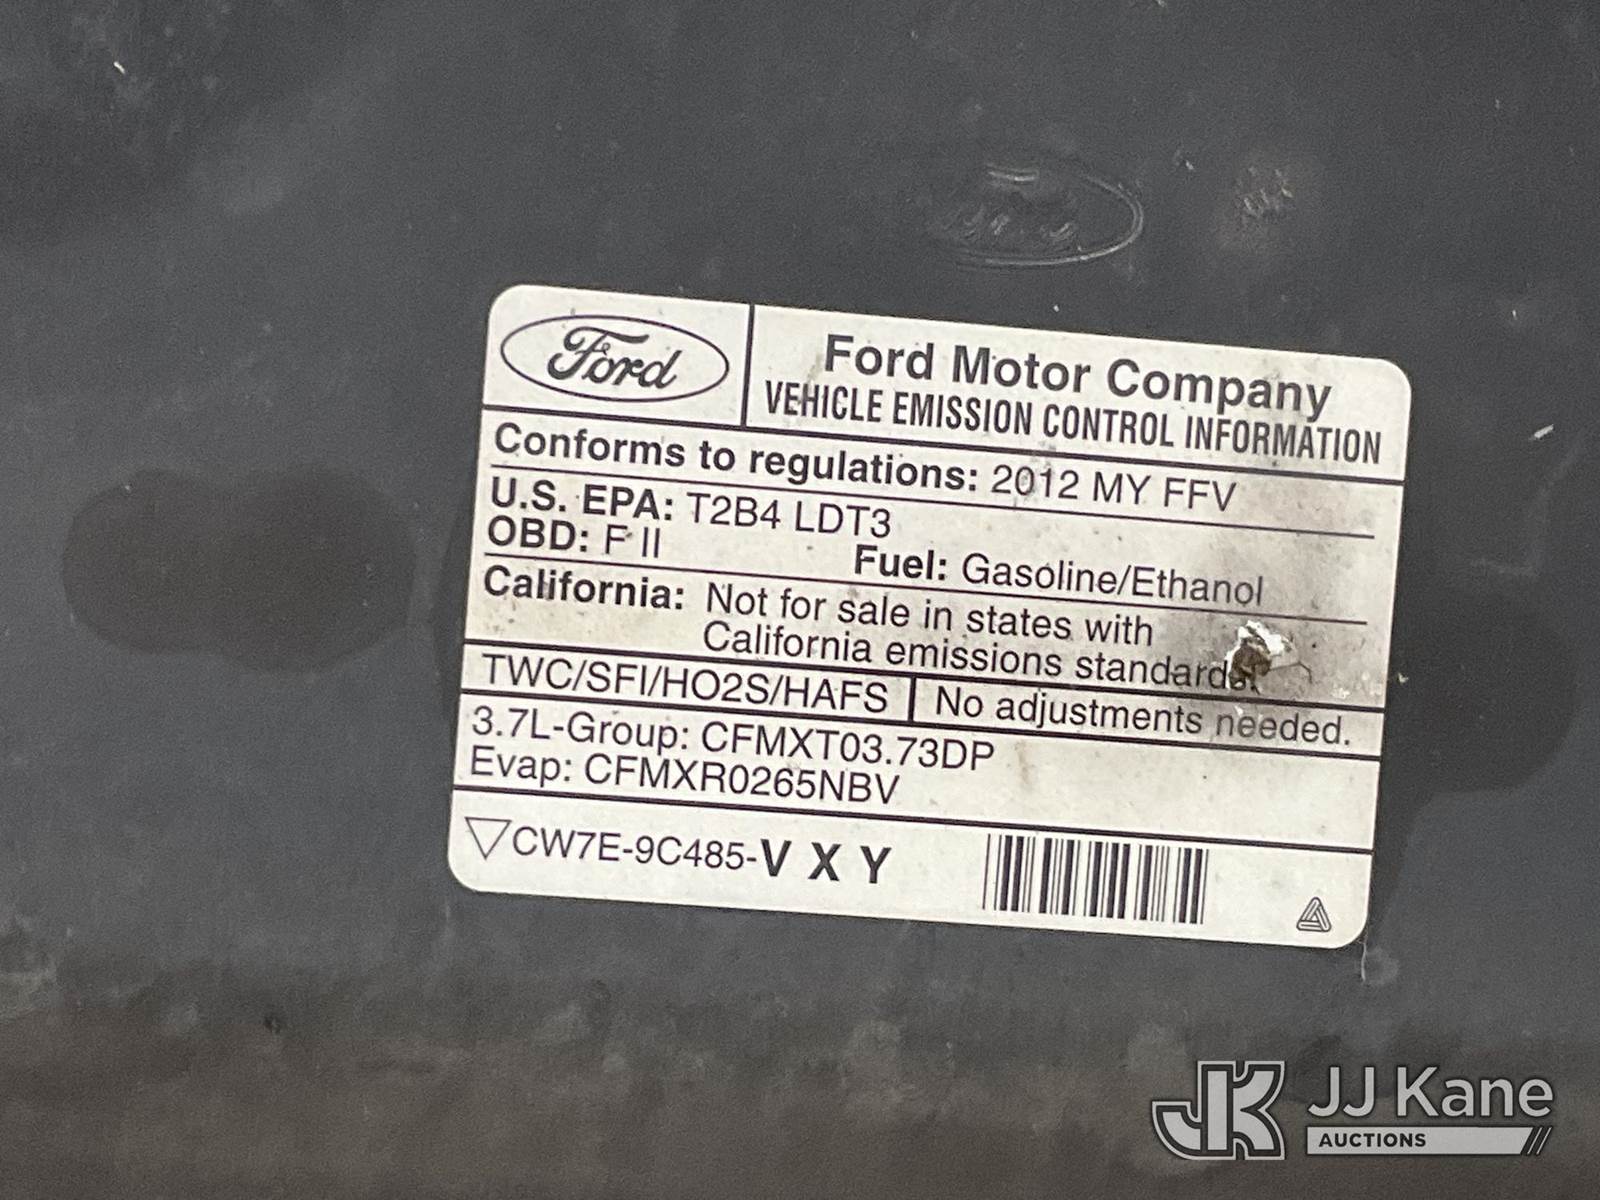 Ford
Ford Motor Company
VEHICLE EMISSION CONTROL INFORMATION
Conforms to regulations: 2012 MY FFV
U.S. EPA: T2B4 LDT3
OBD: F II Fuel: Gasoline/Ethanol
California: Not for sale in states with
California emissions standards.
TWC/SFI/HO2S/HAFS No adjustments needed.
3.7L-Group: CFMXT03.73DP
Evap: CFMXR0265NBV
CW7E-9C485-V X Y
JK JJ Kane
AUCTIONS